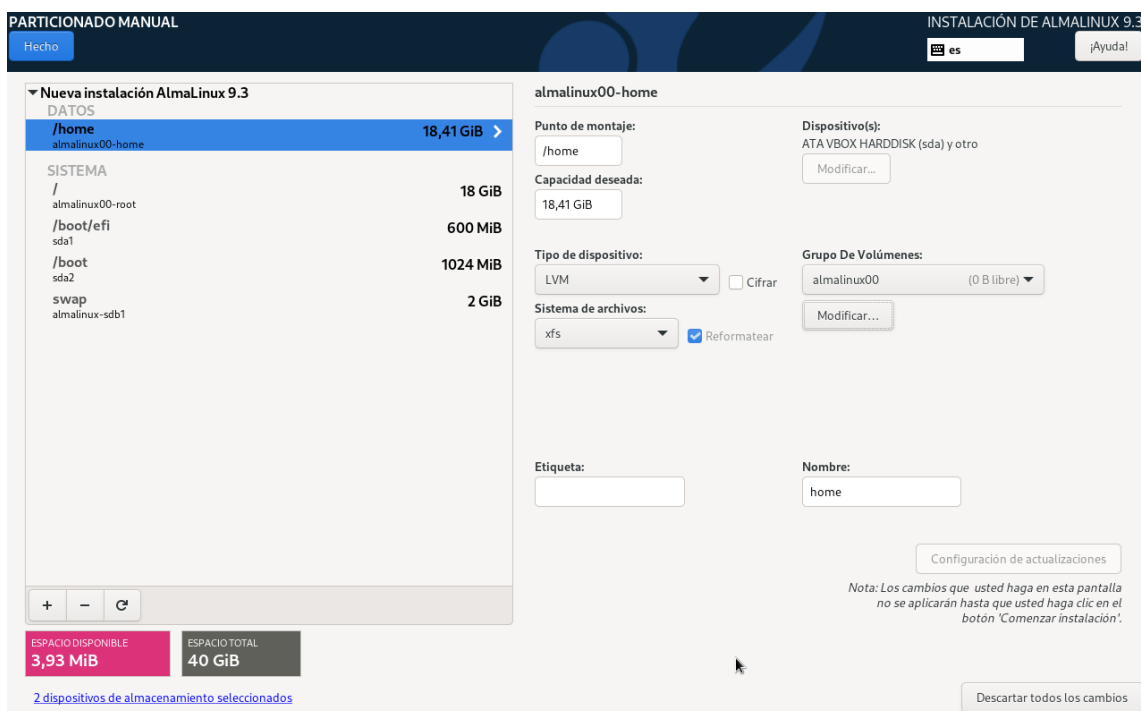 PARTICIONADO MANUAL
INSTALACIÓN DE ALMALINUX 9.3
Hecho
es
¡Ayuda!
Nueva instalación AlmaLinux 9.3
DATOS
/home
18,41 GiB
almalinux00-home
SISTEMA
/
18 GiB
almalinux00-root
/boot/efi
600 MiB
sda1
/boot
1024 MiB
sda2
swap
2 GiB
almalinux-sdb1
+ −
ESPACIO DISPONIBLE
3,93 MiB
ESPACIO TOTAL
40 GiB
2 dispositivos de almacenamiento seleccionados
almalinux00-home
Punto de montaje:
/home
Capacidad deseada:
18,41 GiB
Dispositivo(s):
ATA VBOX HARDDISK (sda) y otro
Modificar...
Tipo de dispositivo:
LVM
Cifrar
Sistema de archivos:
xfs
Reformatear
Grupo De Volúmenes:
almalinux00 (0 B libre)
Modificar...
Etiqueta:
Nombre:
home
Configuración de actualizaciones
Nota: Los cambios que usted haga en esta pantalla
no se aplicarán hasta que usted haga clic en el
botón 'Comenzar instalación'.
Descartar todos los cambios